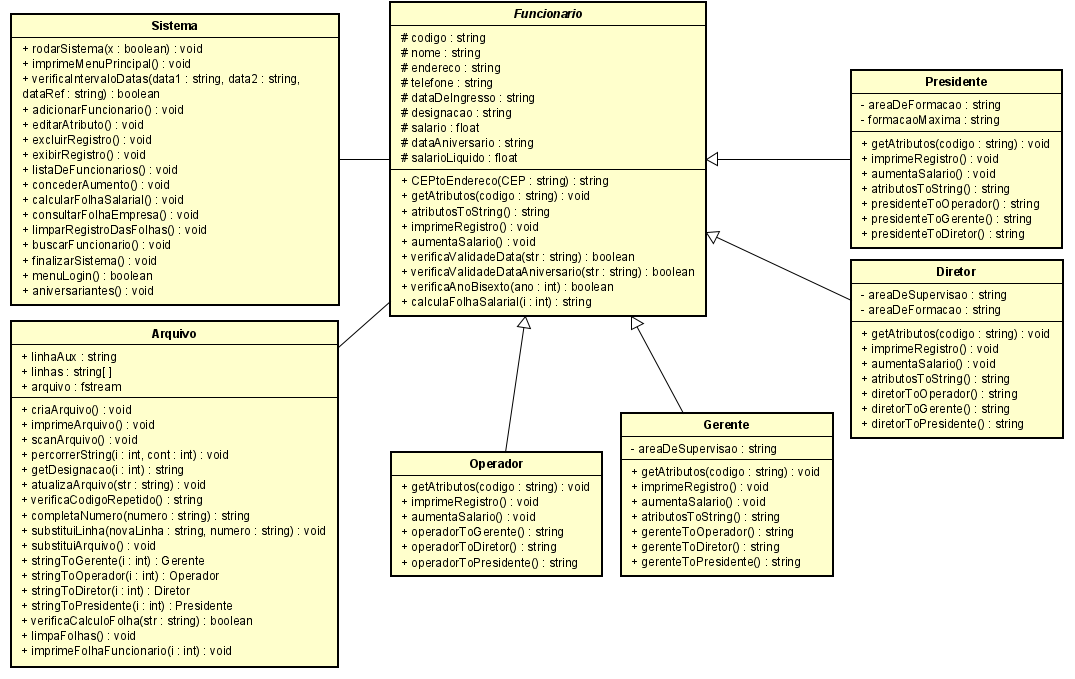 Sistema
+ rodarSistema(x : boolean) : void
+ imprimeMenuPrincipal() : void
+ verificaIntervaloDatas(data1 : string, data2 : string,
dataRef : string) : boolean
+ adicionarFuncionario() : void
+ editarAtributo() : void
+ excluirRegistro() : void
+ exibirRegistro() : void
+ listaDeFuncionarios() : void
+ concederAumento() : void
+ calcularFolhaSalarial() : void
+ consultarFolhaEmpresa() : void
+ limparRegistroDasFolhas() : void
+ buscarFuncionario() : void
+ finalizarSistema() : void
+ menuLogin() : boolean
+ aniversariantes() : void
Funcionario
# codigo : string
# nome : string
# endereco : string
# telefone : string
# dataDeIngresso : string
# designacao : string
# salario : float
# dataAniversario : string
# salarioLiquido : float
+ CEPtoEndereco(CEP : string) : string
+ getAtributos(codigo : string) : void
+ atributosToString() : string
+ imprimeRegistro() : void
+ aumentaSalario() : void
+ verificaValidadeData(str : string) : boolean
+ verificaValidadeDataAniversario(str : string) : boolean
+ verificaAnoBisexto(ano : int) : boolean
+ calculaFolhaSalarial(i : int) : string
Presidente
- areaDeFormacao : string
- formacaoMaxima : string
+ getAtributos(codigo : string) : void
+ imprimeRegistro() : void
+ aumentaSalario() : void
+ atributosToString() : string
+ presidenteToOperador() : string
+ presidenteToGerente() : string
+ presidenteToDiretor() : string
Diretor
- areaDeSupervisao : string
- areaDeFormacao : string
+ getAtributos(codigo : string) : void
+ imprimeRegistro() : void
+ aumentaSalario() : void
+ atributosToString() : string
+ diretorToOperador() : string
+ diretorToGerente() : string
+ diretorToPresidente() : string
Arquivo
+ linhaAux : string
+ linhas : string[ ]
+ arquivo : fstream
+ criaArquivo() : void
+ imprimeArquivo() : void
+ scanArquivo() : void
+ percorrerString(i : int, cont : int) : void
+ getDesignacao(i : int) : string
+ atualizaArquivo(str : string) : void
+ verificaCodigoRepetido() : string
+ completaNumero(numero : string) : string
+ substituiLinha(novaLinha : string, numero : string) : void
+ substituiArquivo() : void
+ stringToGerente(i : int) : Gerente
+ stringToOperador(i : int) : Operador
+ stringToDiretor(i : int) : Diretor
+ stringToPresidente(i : int) : Presidente
+ verificaCalculoFolha(str : string) : boolean
+ limpaFolhas() : void
+ imprimeFolhaFuncionario(i : int) : void
Operador
+ getAtributos(codigo : string) : void
+ imprimeRegistro() : void
+ aumentaSalario() : void
+ operadorToGerente() : string
+ operadorToDiretor() : string
+ operadorToPresidente() : string
Gerente
- areaDeSupervisao : string
+ getAtributos(codigo : string) : void
+ imprimeRegistro() : void
+ aumentaSalario() : void
+ atributosToString() : string
+ gerenteToOperador() : string
+ gerenteToDiretor() : string
+ gerenteToPresidente() : string